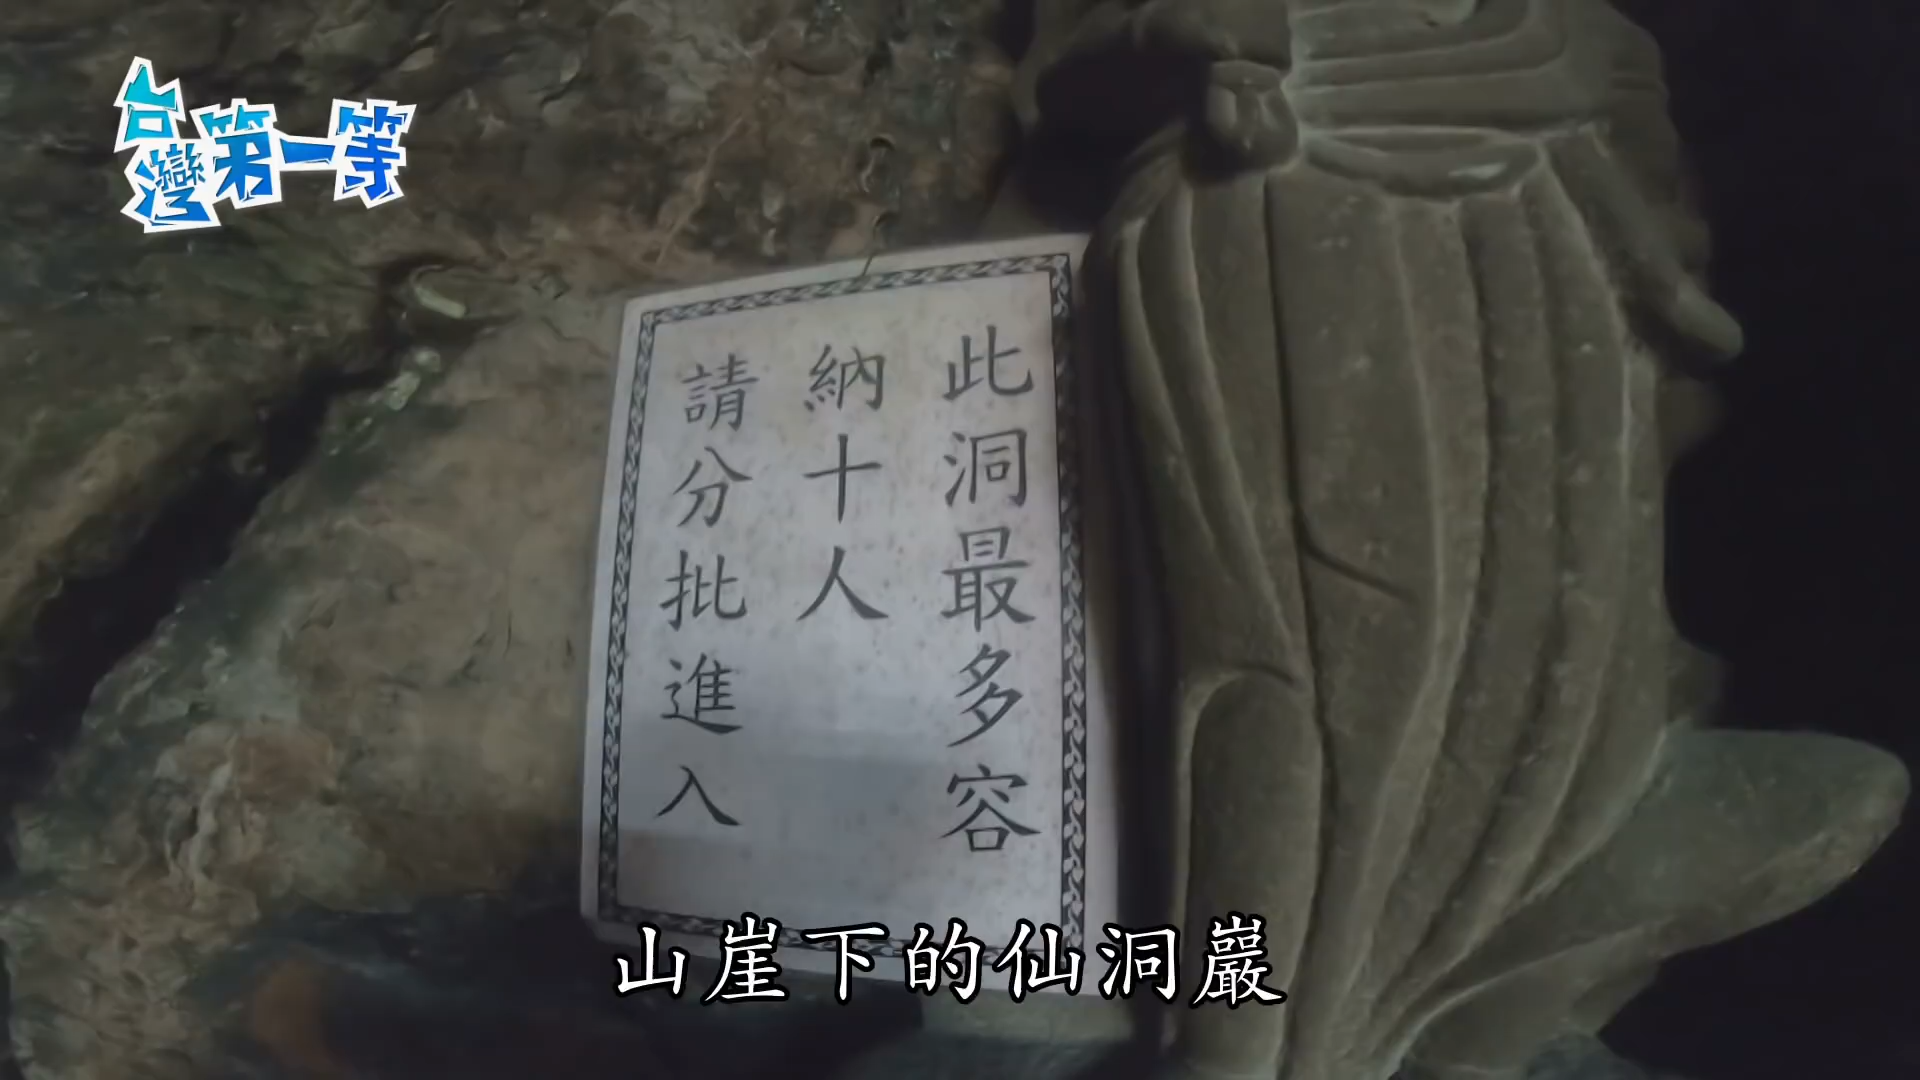 台灣第一等
此洞最多容
納十人
請分批進入
山崖下的仙洞巖